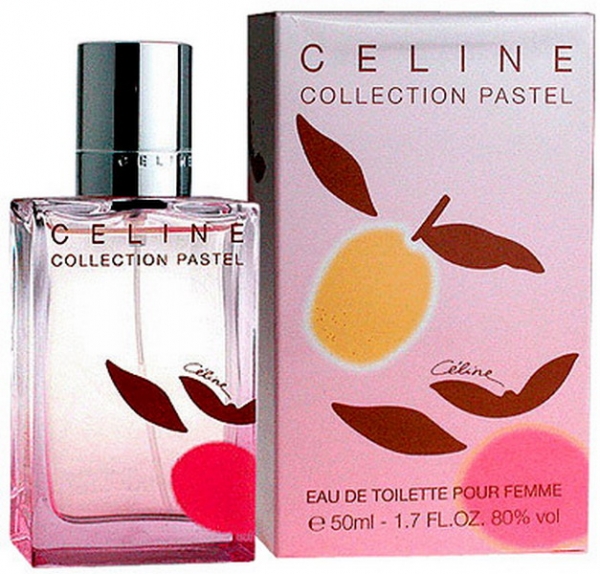 CELINE
CELINE
COLLECTION PASTEL
Céline
CELINE
COLLECTION PASTEL
Céline
EAU DE TOILETTE POUR FEMME
℮ 50ml - 1.7 FL.OZ. 80% vol